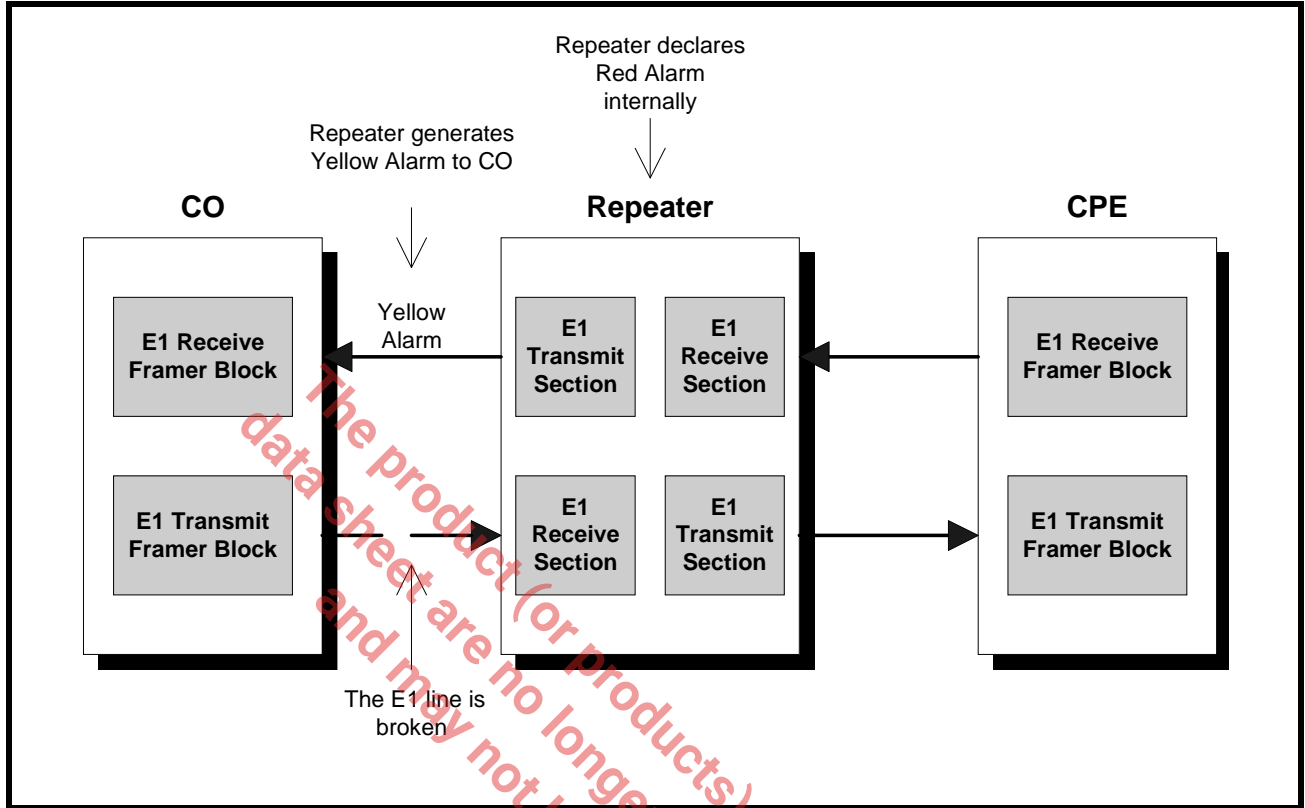 Repeater declares
Red Alarm
internally
Repeater generates
Yellow Alarm to CO
CO
Repeater
CPE
Yellow
Alarm
E1 Receive
Framer Block
E1
Transmit
Section
E1
Receive
Section
E1 Receive
Framer Block
E1 Transmit
Framer Block
E1
Receive
Section
E1
Transmit
Section
E1 Transmit
Framer Block
The E1 line is
broken
The product (or products)
data sheet are no longe
and may not